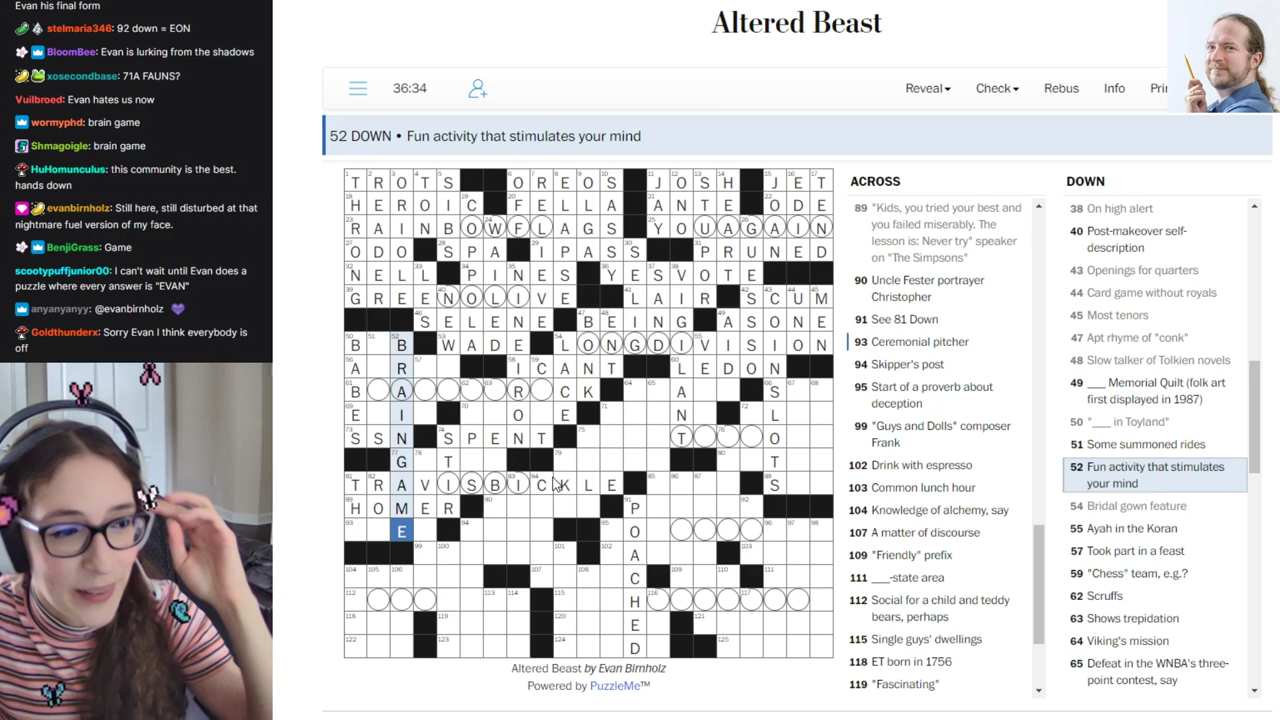 Evan his final form
stelmaria346: 92 down = EON
BloomBee: Evan is lurking from the shadows
xosecondbase: 71A FAUNS?
Vuilbroed: Evan hates us now
wormyphd: brain game
Shmagoigle: brain game
HuHomunculus: this community is the best.
hands down
evanbirnholz: Still here, still disturbed at that
nightmare fuel version of my face.
BenjiGrass: Game
scootypuffjunior00: I can't wait until Evan does a
puzzle where every answer is "EVAN"
anyanyanyy: @evanbirnholz
Goldthunderx: Sorry Evan I think everybody is
off
Altered Beast
36:34
Reveal
Check
Rebus
Info
52 DOWN • Fun activity that stimulates your mind
T R O T S O R E O S J O S H J E T
H E R O I C F E L L A A N T E O D E
R A I N B O W F L A G S Y O U A G A I N
O D O S P A I P A S S P R U N E D
N E L L P I N E S Y E S V O T E
G R E E N O L I V E L A I R S C U M
S E L E N E B E I N G A S O N E
B B W A D E L O N G D I V I S I O N
A R I C A N T L E D O N
B A R C K A S
E I O E N L
S S N S P E N T T O
G T T
T R A V I S B I C K L E S
H O M E R P
E O
A
C
H
E
D
Altered Beast by Evan Birnholz
Powered by PuzzleMe™
ACROSS
89 "Kids, you tried your best and
you failed miserably. The
lesson is: Never try" speaker
on "The Simpsons"
90 Uncle Fester portrayer
Christopher
91 See 81 Down
93 Ceremonial pitcher
94 Skipper's post
95 Start of a proverb about
deception
99 "Guys and Dolls" composer
Frank
102 Drink with espresso
103 Common lunch hour
104 Knowledge of alchemy, say
107 A matter of discourse
109 "Friendly" prefix
111 ___-state area
112 Social for a child and teddy
bears, perhaps
115 Single guys' dwellings
118 ET born in 1756
119 "Fascinating"
DOWN
38 On high alert
40 Post-makeover self-
description
43 Openings for quarters
44 Card game without royals
45 Most tenors
47 Apt rhyme of "conk"
48 Slow talker of Tolkien novels
49 ___ Memorial Quilt (folk art
first displayed in 1987)
50 "___ in Toyland"
51 Some summoned rides
52 Fun activity that stimulates
your mind
54 Bridal gown feature
55 Ayah in the Koran
57 Took part in a feast
59 "Chess" team, e.g.?
62 Scruffs
63 Shows trepidation
64 Viking's mission
65 Defeat in the WNBA's three-
point contest, say